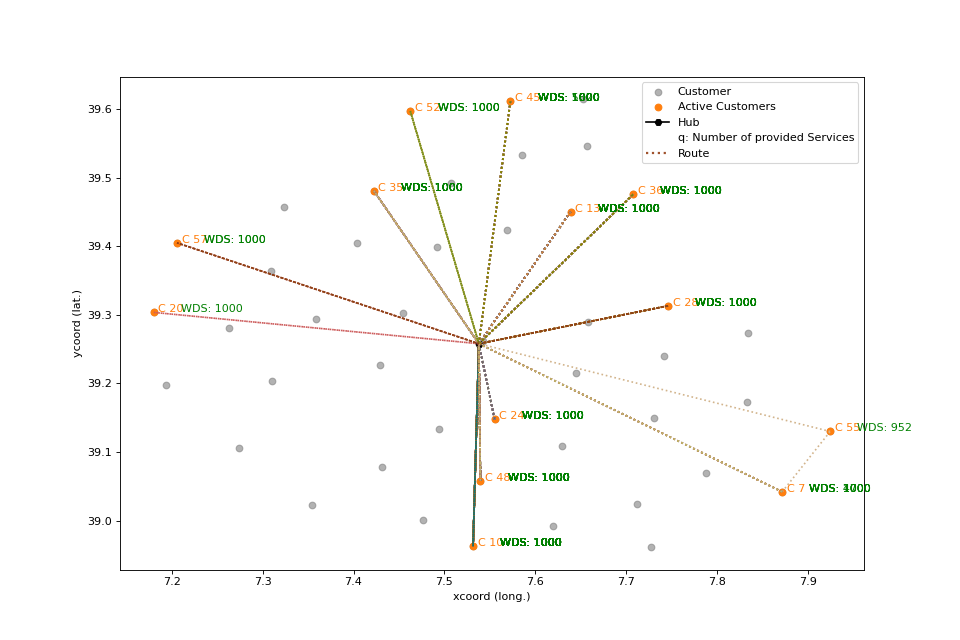 39.6
39.5
39.4
39.3
39.2
39.1
39.0
ycoord (lat.)
7.2
7.3
7.4
7.5
7.6
7.7
7.8
7.9
xcoord (long.)
Customer
Active Customers
Hub
q: Number of provided Services
Route
C 52 WDS: 1000
C 45 WDS:
C 35 WDS: 1000
C 36 WDS: 1000
C 13 WDS: 1000
C 57 WDS: 1000
C 20 WDS: 1000
C 28 WDS: 1000
C 24 WDS: 1000
C 55 WDS: 952
C 48 WDS: 1000
C 7 WDS:
C 10 WDS: 1000